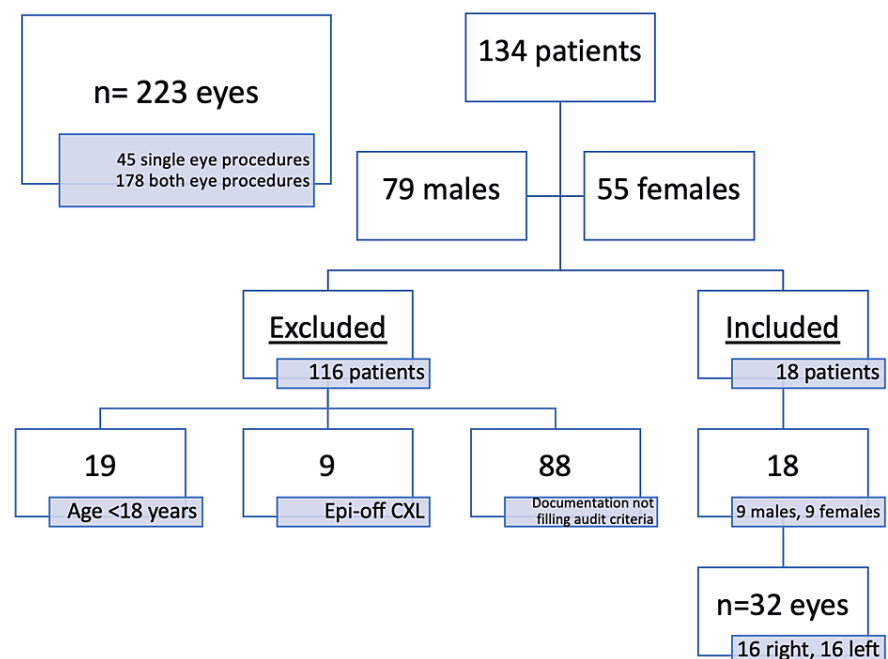 n= 223 eyes
45 single eye procedures
178 both eye procedures
134 patients
79 males
55 females
Excluded
116 patients
Included
18 patients
19
Age <18 years
9
Epi-off CXL
88
Documentation not
filling audit criteria
18
9 males, 9 females
n=32 eyes
16 right, 16 left